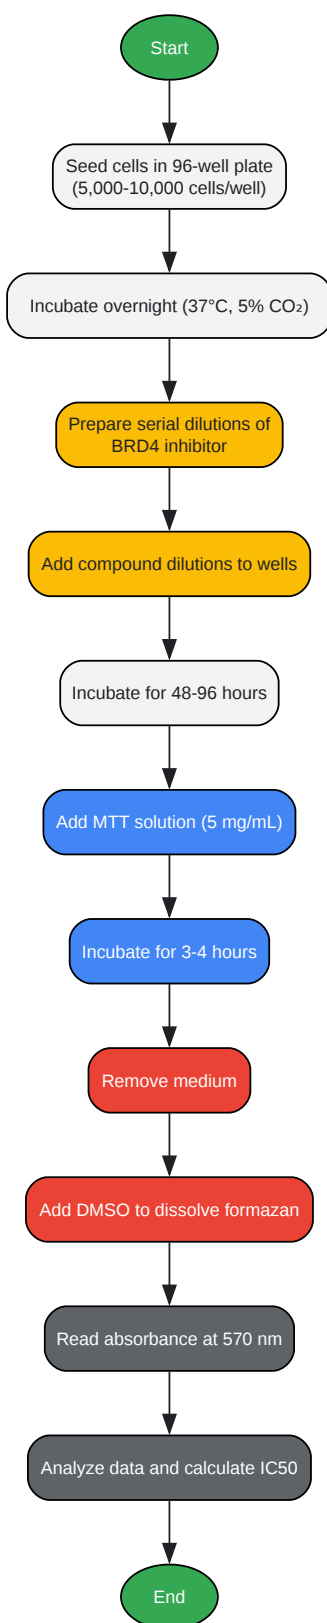 Start
Seed cells in 96-well plate
(5,000-10,000 cells/well)
Incubate overnight (37°C, 5% CO₂)
Prepare serial dilutions of
BRD4 inhibitor
Add compound dilutions to wells
Incubate for 48-96 hours
Add MTT solution (5 mg/mL)
Incubate for 3-4 hours
Remove medium
Add DMSO to dissolve formazan
Read absorbance at 570 nm
Analyze data and calculate IC50
End